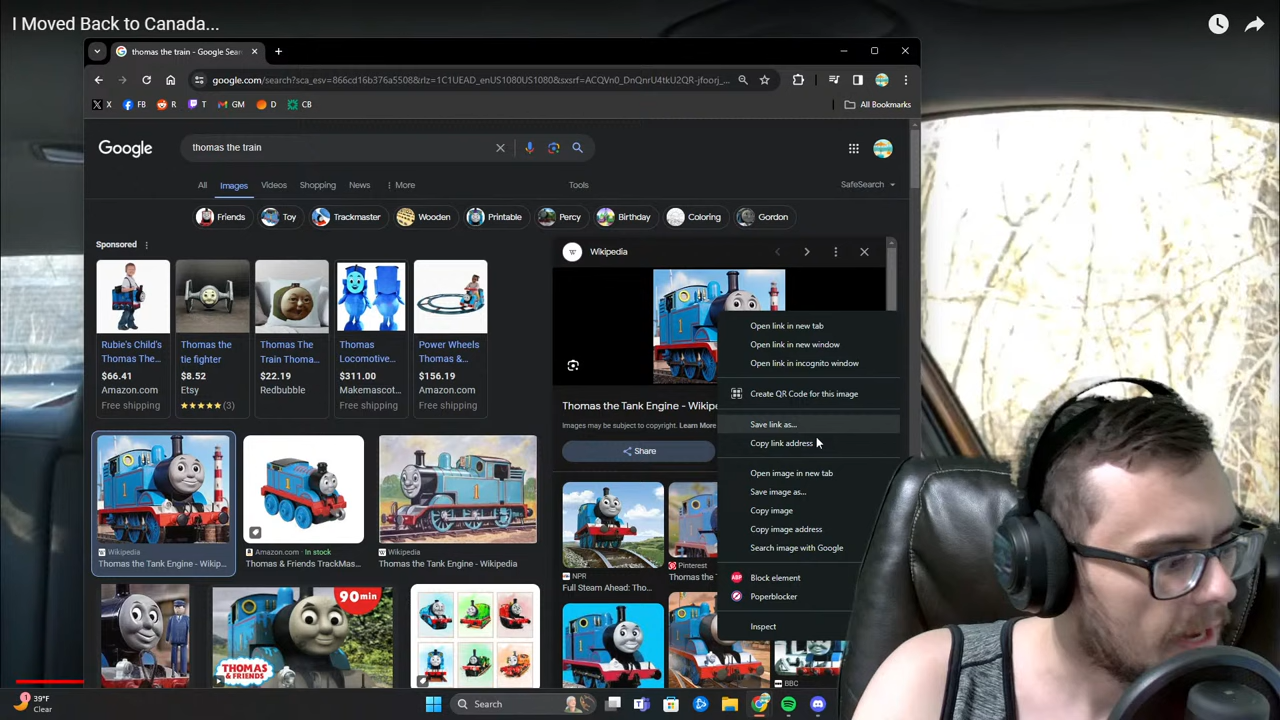 I Moved Back to Canada...
thomas the train - Google Sear
google.com/search?sca_esv=866cd16b376a5508&rlz=1C1UEAD_enUS1080US1080&sxsrf=ACQVn0_DnQnrU4tkU2QR-jfoorj_...
X FB R T GM D CB
All Bookmarks
Google
thomas the train
All Images Videos Shopping News More Tools SafeSearch
Friends Toy Trackmaster Wooden Printable Percy Birthday Coloring Gordon
Sponsored
Rubie's Child's
Thomas The...
$66.41
Amazon.com
Free shipping
Thomas the
tie fighter
$8.52
Etsy
(3)
Thomas The
Train Thoma...
$22.19
Redbubble
Thomas
Locomotive...
$311.00
Makemascot...
Free shipping
Power Wheels
Thomas &...
$156.19
Amazon.com
Free shipping
Wikipedia
Thomas the Tank Engine - Wikip...
Amazon.com · In stock
Thomas & Friends TrackMas...
Wikipedia
Thomas the Tank Engine - Wikipedia
90min
THOMAS
& FRIENDS
Wikipedia
1
Thomas the Tank Engine - Wikipe
Images may be subject to copyright. Learn More
Share
NPR
Full Steam Ahead: Tho...
Pinterest
Thomas the T
BBC
Open link in new tab
Open link in new window
Open link in incognito window
Create QR Code for this image
Save link as...
Copy link address
Open image in new tab
Save image as...
Copy image
Copy image address
Search image with Google
ABP
Block element
Poperblocker
Inspect
1
39°F
Clear
Search